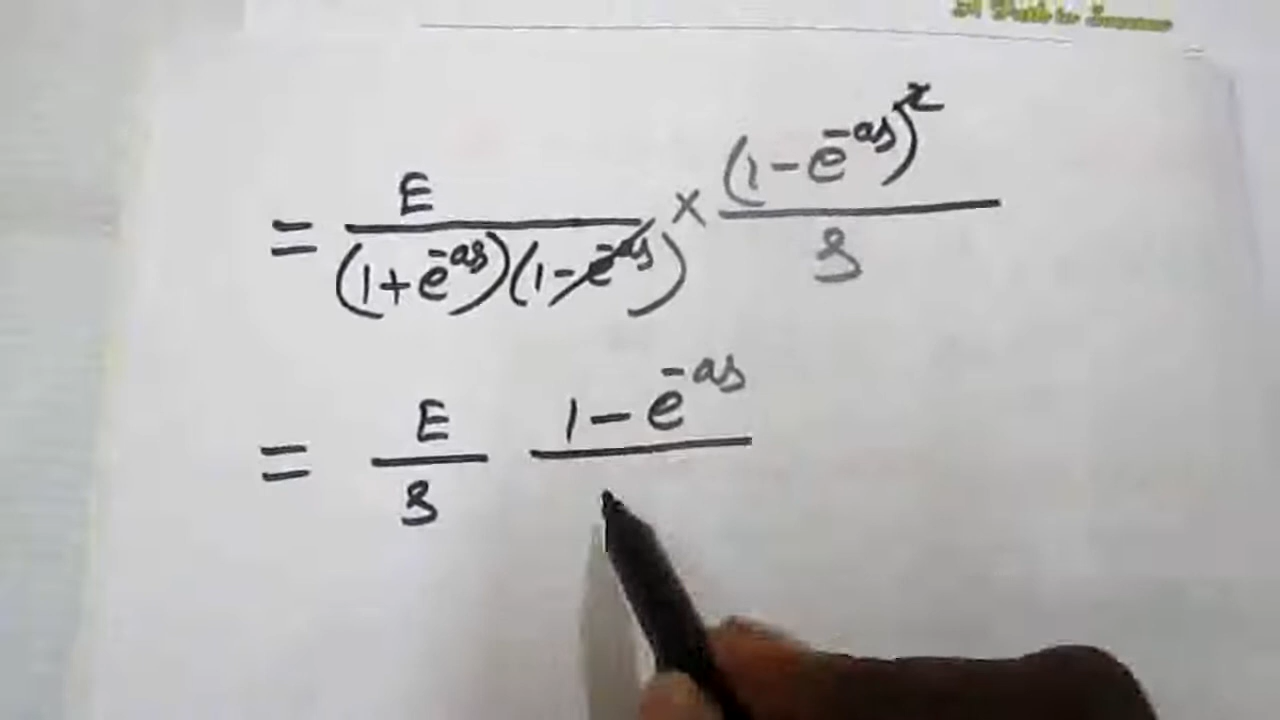 = E / (1+e^-as)(1-e^-as) × (1-e^-as)^2 / s
= E / s 1-e^-as /